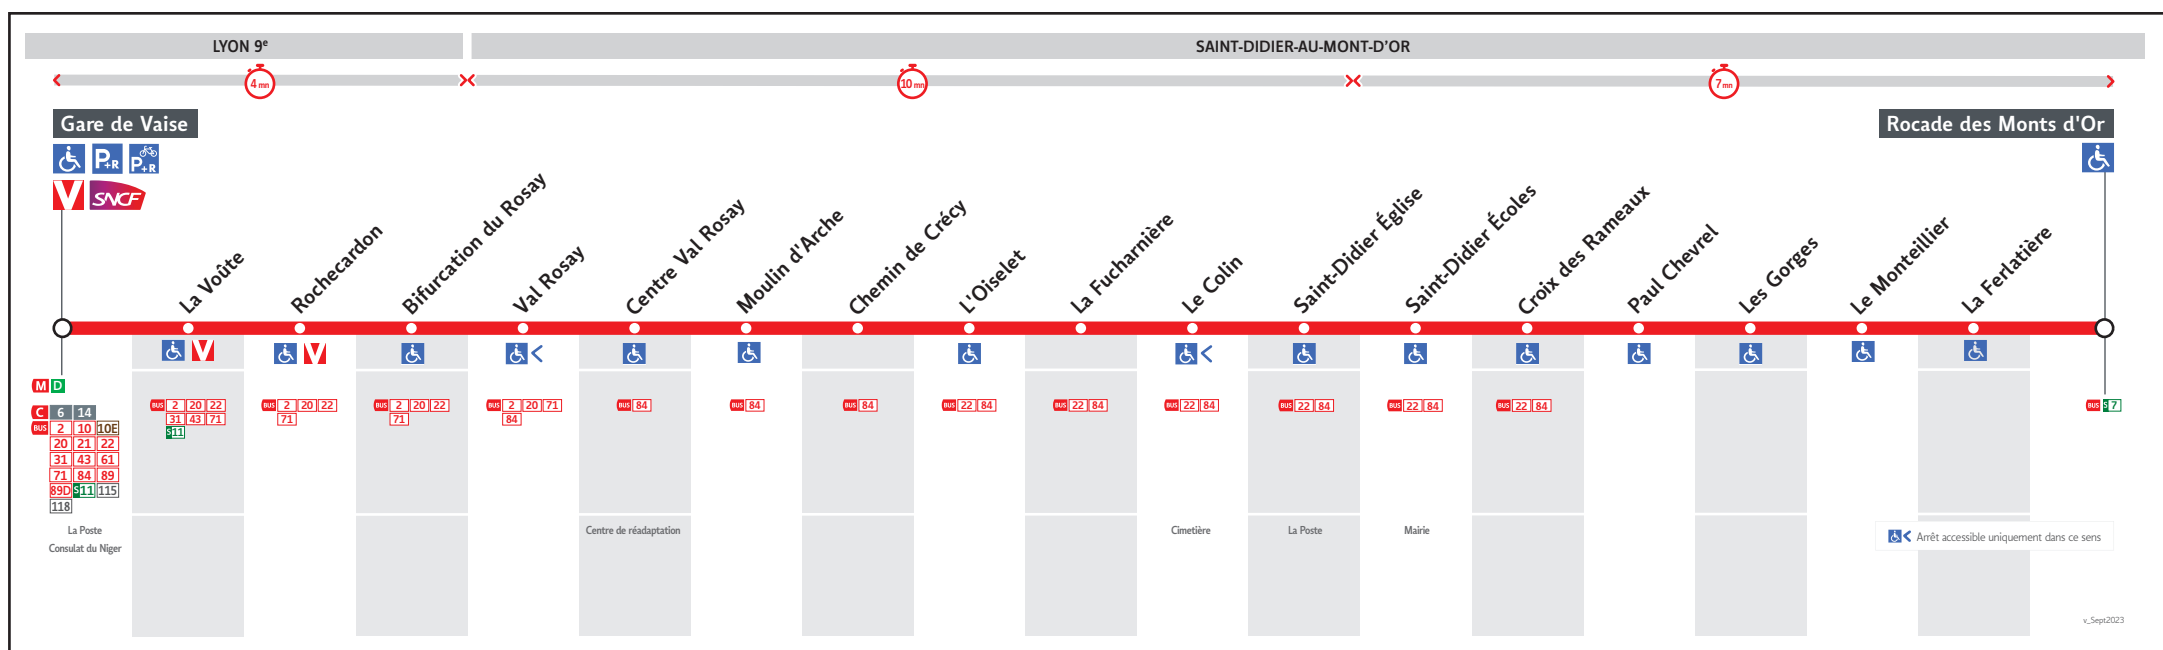 LYON 9e
SAINT-DIDIER-AU-MONT-D'OR
4 mn
10 mn
7 mn
Gare de Vaise
Rocade des Monts d'Or
P+R
P+R
V
SNCF
La Voûte
Rochecardon
Bifurcation du Rosay
Val Rosay
Centre Val Rosay
Moulin d'Arche
Chemin de Crécy
L'Oiselet
La Fucharnière
Le Colin
Saint-Didier Église
Saint-Didier Écoles
Croix des Rameaux
Paul Chevrel
Les Gorges
Le Monteillier
La Ferlatière
V
V
M D
C 6 14
BUS 2 10 10E
20 21 22
31 43 61
71 84 89
89D S11 115
118
BUS 2 20 22
31 43 71
S11
BUS 2 20 22
71
BUS 2 20 22
71
BUS 2 20 71
84
BUS 84
BUS 84
BUS 84
BUS 22 84
BUS 22 84
BUS 22 84
BUS 22 84
BUS 22 84
BUS 22 84
BUS S7
La Poste
Consulat du Niger
Centre de réadaptation
Cimetière
La Poste
Mairie
< Arrêt accessible uniquement dans ce sens
v_Sept2023